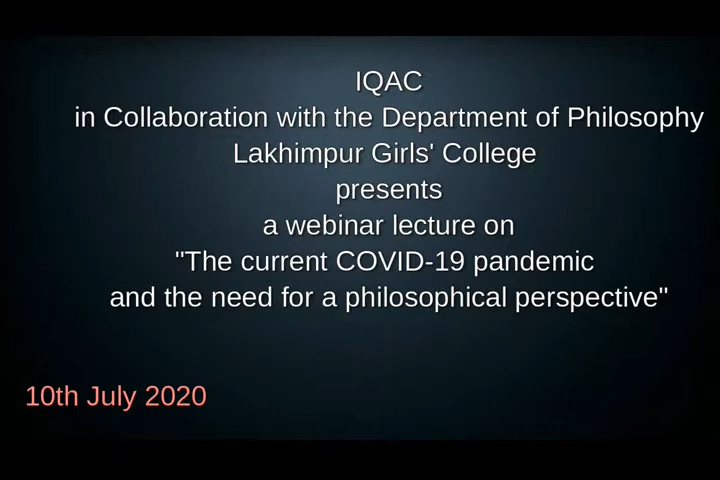 IQAC
in Collaboration with the Department of Philosophy
Lakhimpur Girls' College
presents
a webinar lecture on
"The current COVID-19 pandemic
and the need for a philosophical perspective"
10th July 2020